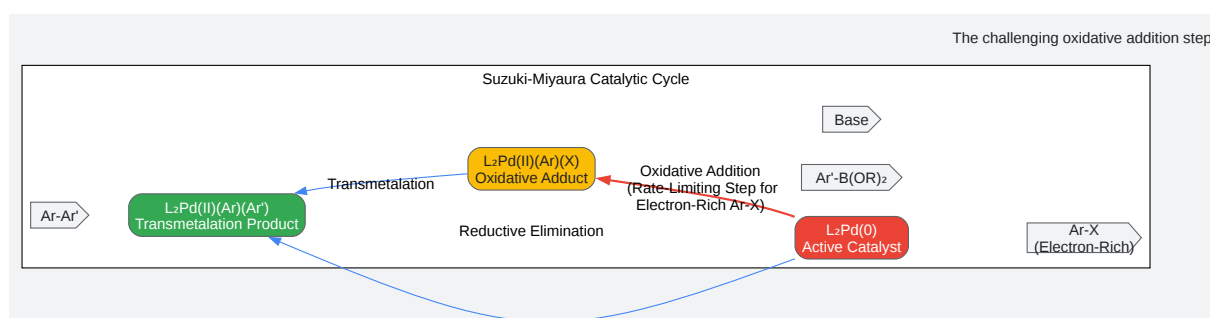 The challenging oxidative addition step
Suzuki-Miyaura Catalytic Cycle
Base
L₂Pd(II)(Ar)(X)
Oxidative Adduct
Oxidative Addition
(Rate-Limiting Step for
Electron-Rich Ar-X)
Ar'-B(OR)₂
Transmetalation
L₂Pd(II)(Ar)(Ar')
Transmetalation Product
Ar-Ar'
Reductive Elimination
L₂Pd(0)
Active Catalyst
Ar-X
(Electron-Rich)